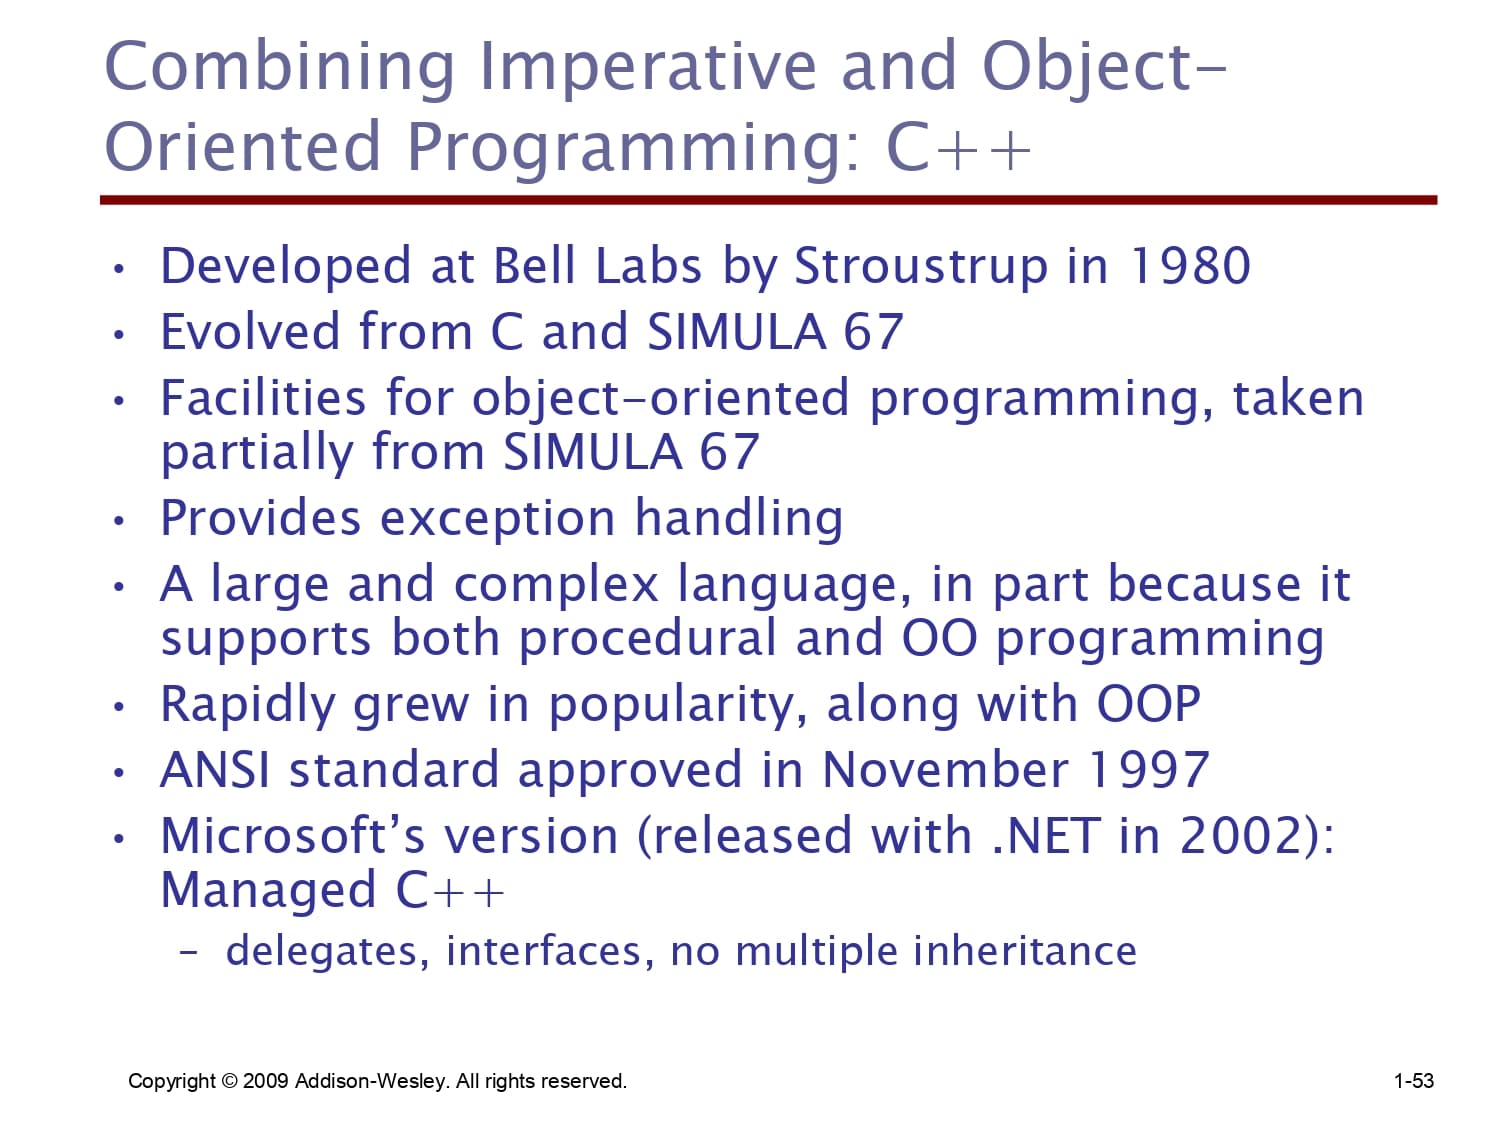 Combining Imperative and Object-
Oriented Programming: C++
• Developed at Bell Labs by Stroustrup in 1980
• Evolved from C and SIMULA 67
• Facilities for object-oriented programming, taken
partially from SIMULA 67
• Provides exception handling
• A large and complex language, in part because it
supports both procedural and OO programming
• Rapidly grew in popularity, along with OOP
• ANSI standard approved in November 1997
• Microsoft’s version (released with .NET in 2002):
Managed C++
– delegates, interfaces, no multiple inheritance
Copyright © 2009 Addison-Wesley. All rights reserved.
1-53